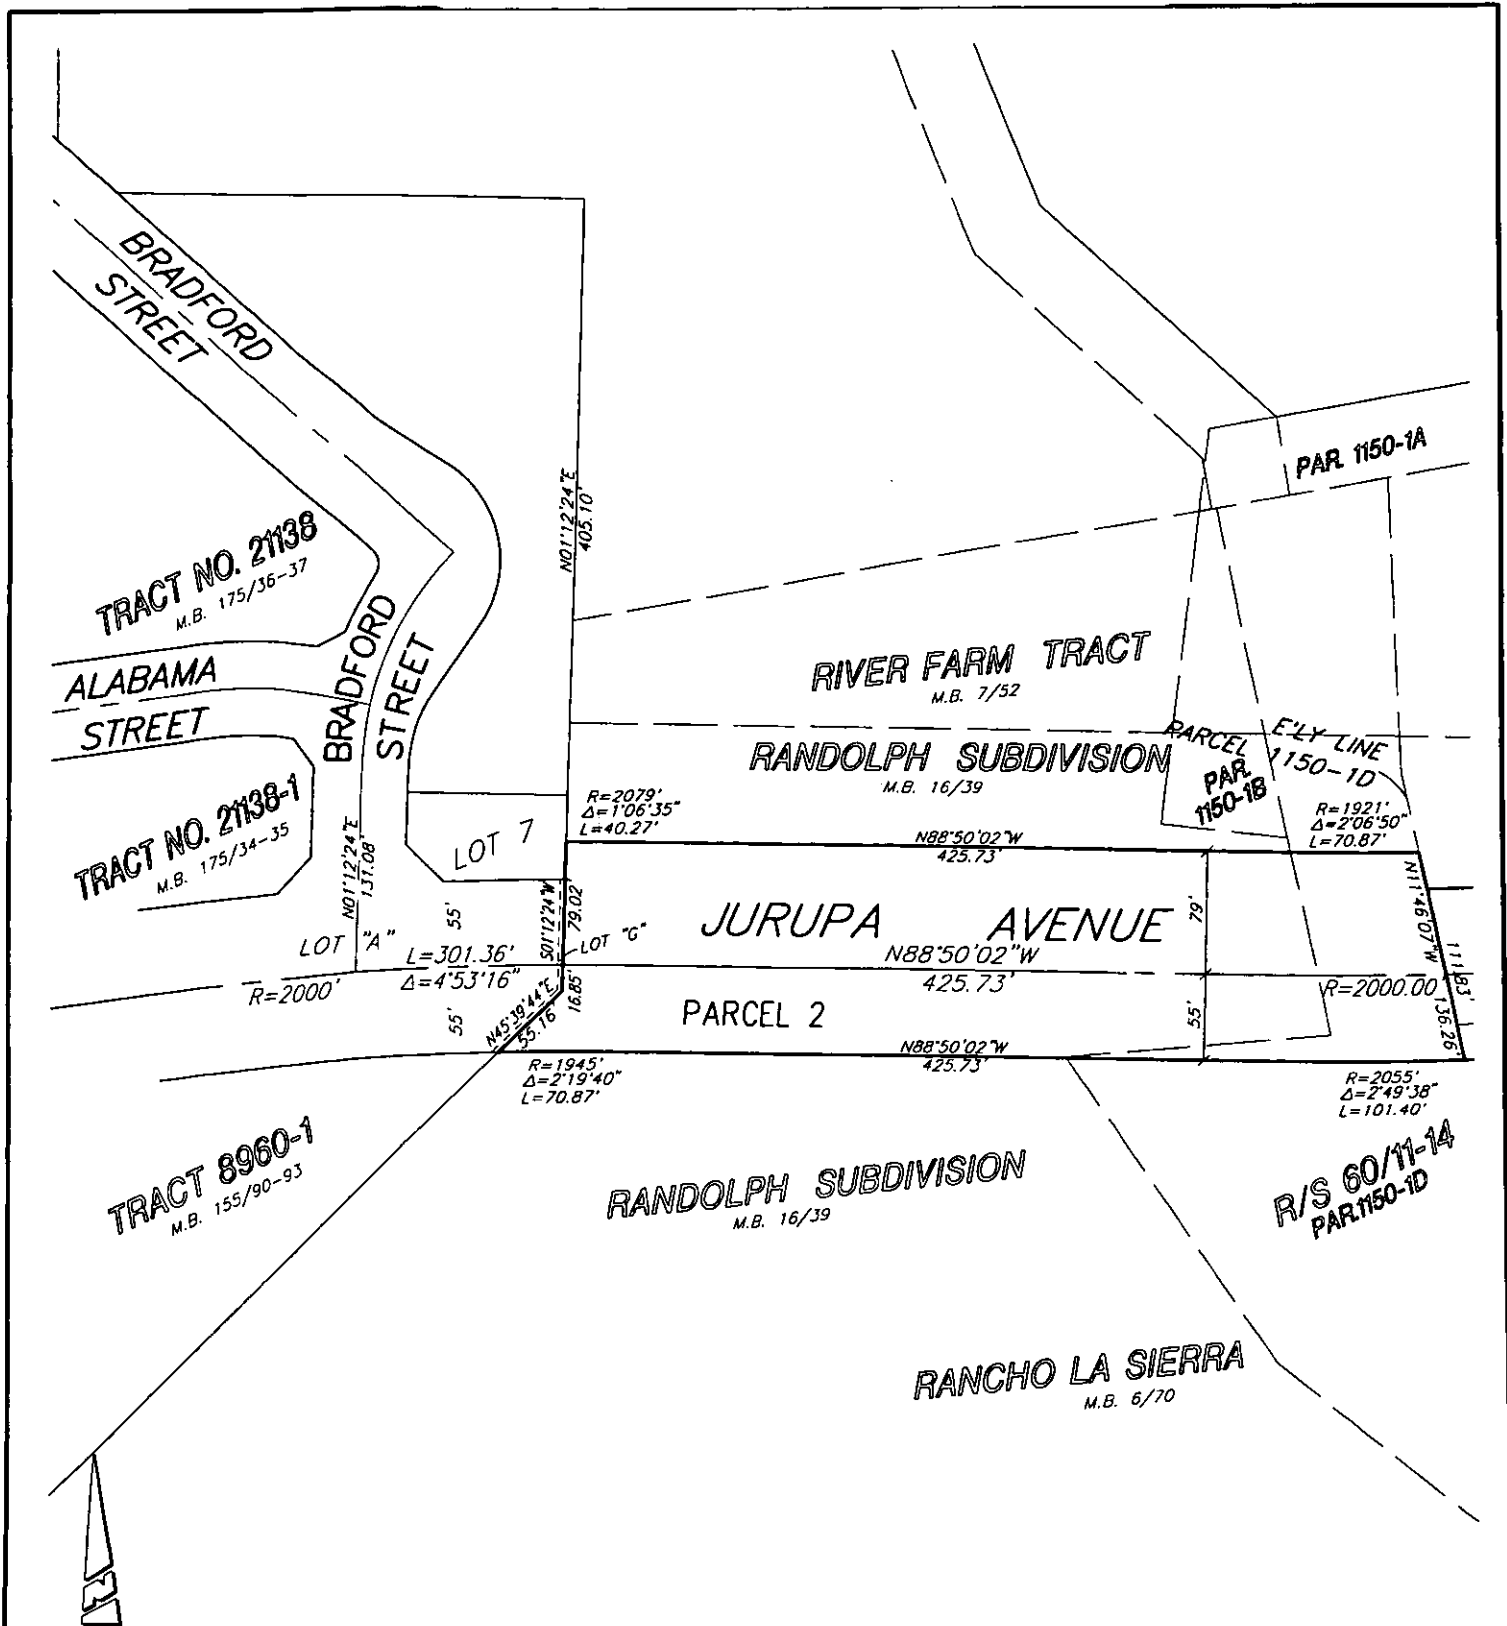 BRADFORD
STREET
PAR. 1150-1A
N01°12'24"E
405.10'
TRACT NO. 21138
M.B. 175/36-37
BRADFORD
STREET
ALABAMA
STREET
RIVER FARM TRACT
M.B. 7/52
RANDOLPH SUBDIVISION
M.B. 16/39
E'LY LINE
PARCEL 1150-1D
PAR.
1150-1B
R=2079'
Δ=1°06'35"
L=40.27'
R=1921'
Δ=2°06'50"
L=70.87'
TRACT NO. 21138-1
M.B. 175/34-35
LOT 7
N88°50'02"W
425.73'
N01°12'24"E
131.08'
55'
S01°12'24"W
79.02'
JURUPA AVENUE
79'
N11°46'07"W
111.83'
LOT "A"
LOT "G"
L=301.36'
Δ=4°53'16"
R=2000'
N88°50'02"W
425.73'
R=2000.00'
136.26'
16.85'
N45°39'44"E
55.16'
55'
PARCEL 2
55'
N88°50'02"W
425.73'
R=1945'
Δ=2°19'40"
L=70.87'
R=2055'
Δ=2°49'38"
L=101.40'
TRACT 8960-1
M.B. 155/90-93
RANDOLPH SUBDIVISION
M.B. 16/39
R/S 60/11-14
PAR.1150-1D
RANCHO LA SIERRA
M.B. 6/70
N